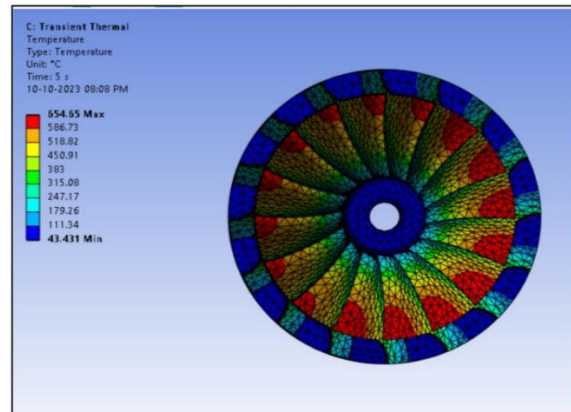 C: Transient Thermal
Temperature
Type: Temperature
Unit: °C
Time: 5 s
10-10-2023 08:08 PM
654.65 Max
586.73
518.82
450.91
383
315.08
247.17
179.26
111.34
43.431 Min